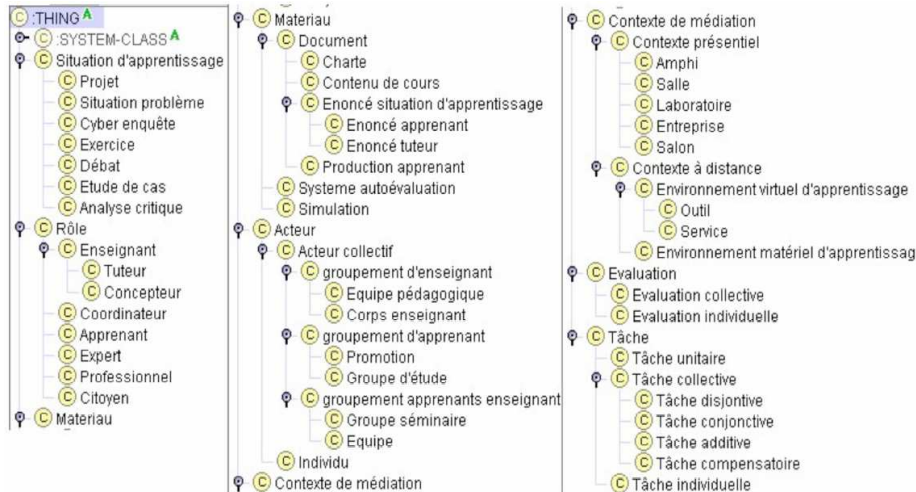 :THING A
:SYSTEM-CLASS A
Situation d'apprentissage
Projet
Situation problème
Cyber enquête
Exercice
Débat
Etude de cas
Analyse critique
Rôle
Enseignant
Tuteur
Concepteur
Coordinateur
Apprenant
Expert
Professionnel
Citoyen
Materiau
Materiau
Document
Charte
Contenu de cours
Enoncé situation d'apprentissage
Enoncé apprenant
Enoncé tuteur
Production apprenant
Systeme autoévaluation
Simulation
Acteur
Acteur collectif
groupement d'enseignant
Equipe pédagogique
Corps enseignant
groupement d'apprenant
Promotion
Groupe d'étude
groupement apprenants enseignant
Groupe séminaire
Equipe
Individu
Contexte de médiation
Contexte de médiation
Contexte présentiel
Amphi
Salle
Laboratoire
Entreprise
Salon
Contexte à distance
Environnement virtuel d'apprentissage
Outil
Service
Environnement matériel d'apprentissag
Evaluation
Evaluation collective
Evaluation individuelle
Tâche
Tâche unitaire
Tâche collective
Tâche disjontive
Tâche conjonctive
Tâche additive
Tâche compensatoire
Tâche individuelle